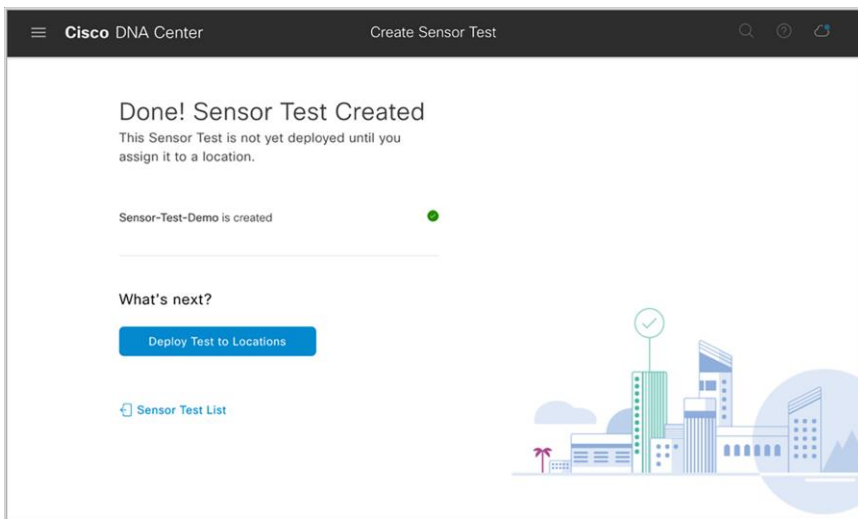 Cisco DNA Center
Create Sensor Test
Done! Sensor Test Created
This Sensor Test is not yet deployed until you
assign it to a location.
Sensor-Test-Demo is created
What's next?
Deploy Test to Locations
Sensor Test List